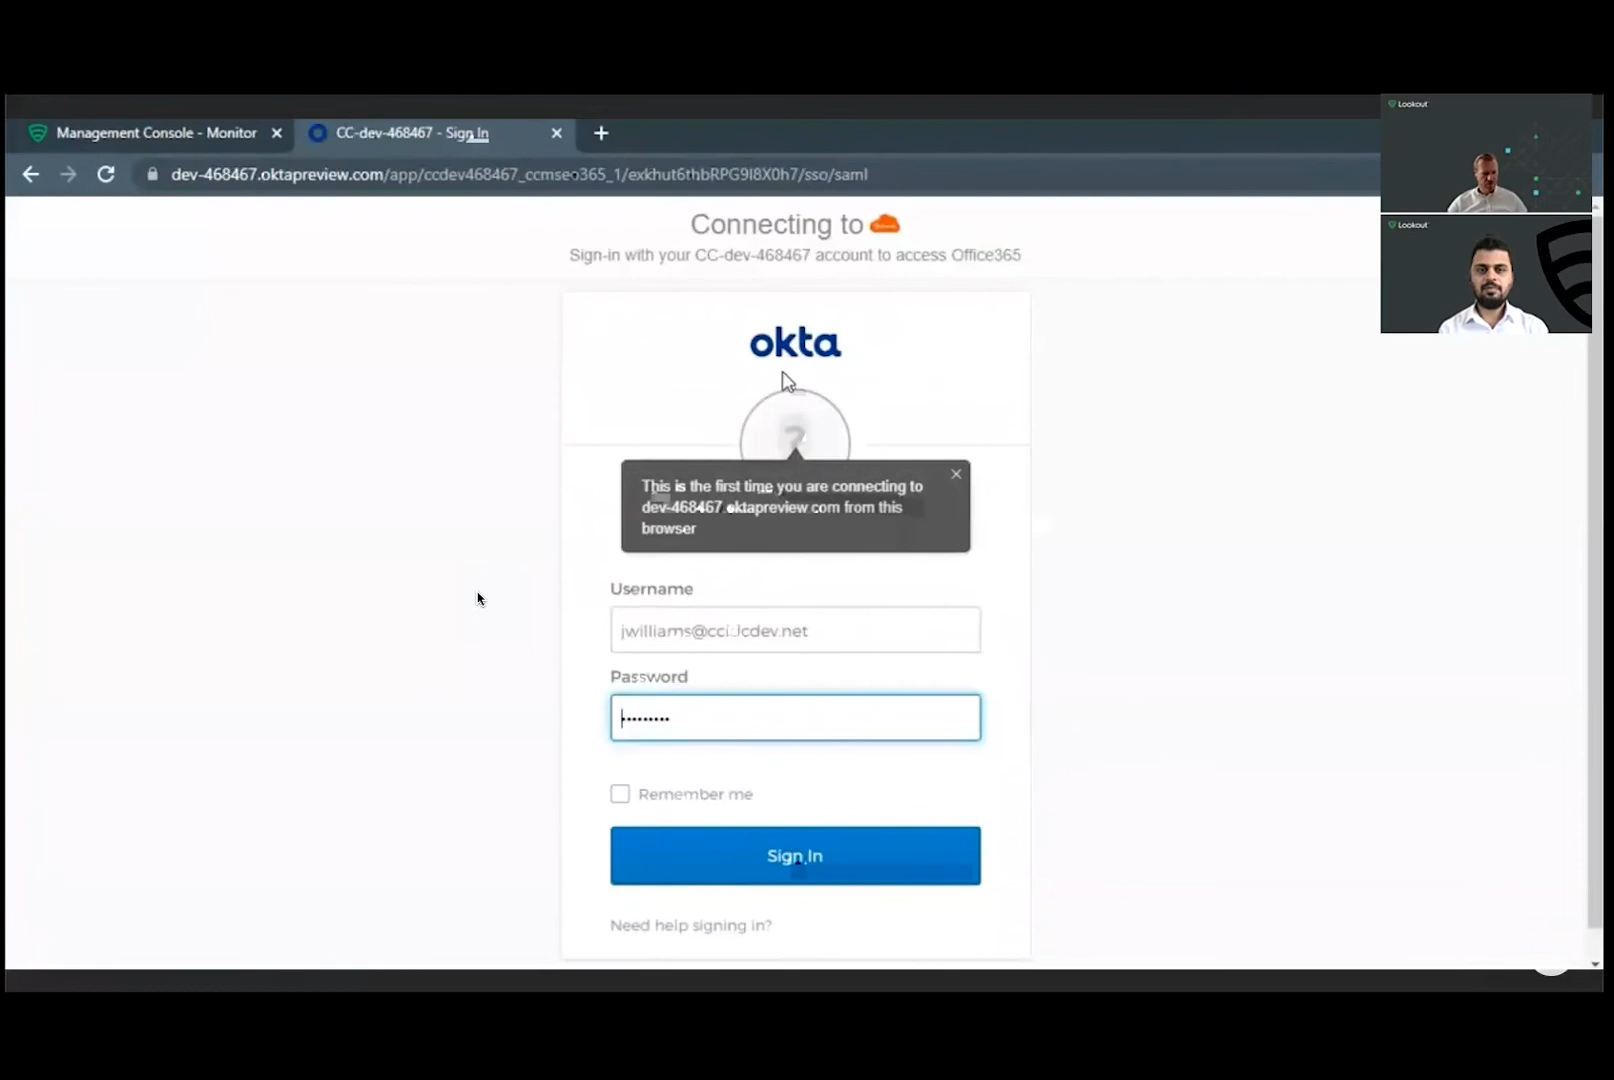 Management Console - Monitor
CC-dev-468467 - Sign In
dev-468467.oktapreview.com/app/ccdev468467_ccmseo365_1/exkhut6thbRPG9I8X0h7/sso/saml
Lookout
Lookout
Connecting to
Sign-in with your CC-dev-468467 account to access Office365
okta
?
This is the first time you are connecting to
dev-468467.oktapreview.com from this
browser
Username
Password
Remember me
Sign In
Need help signing in?